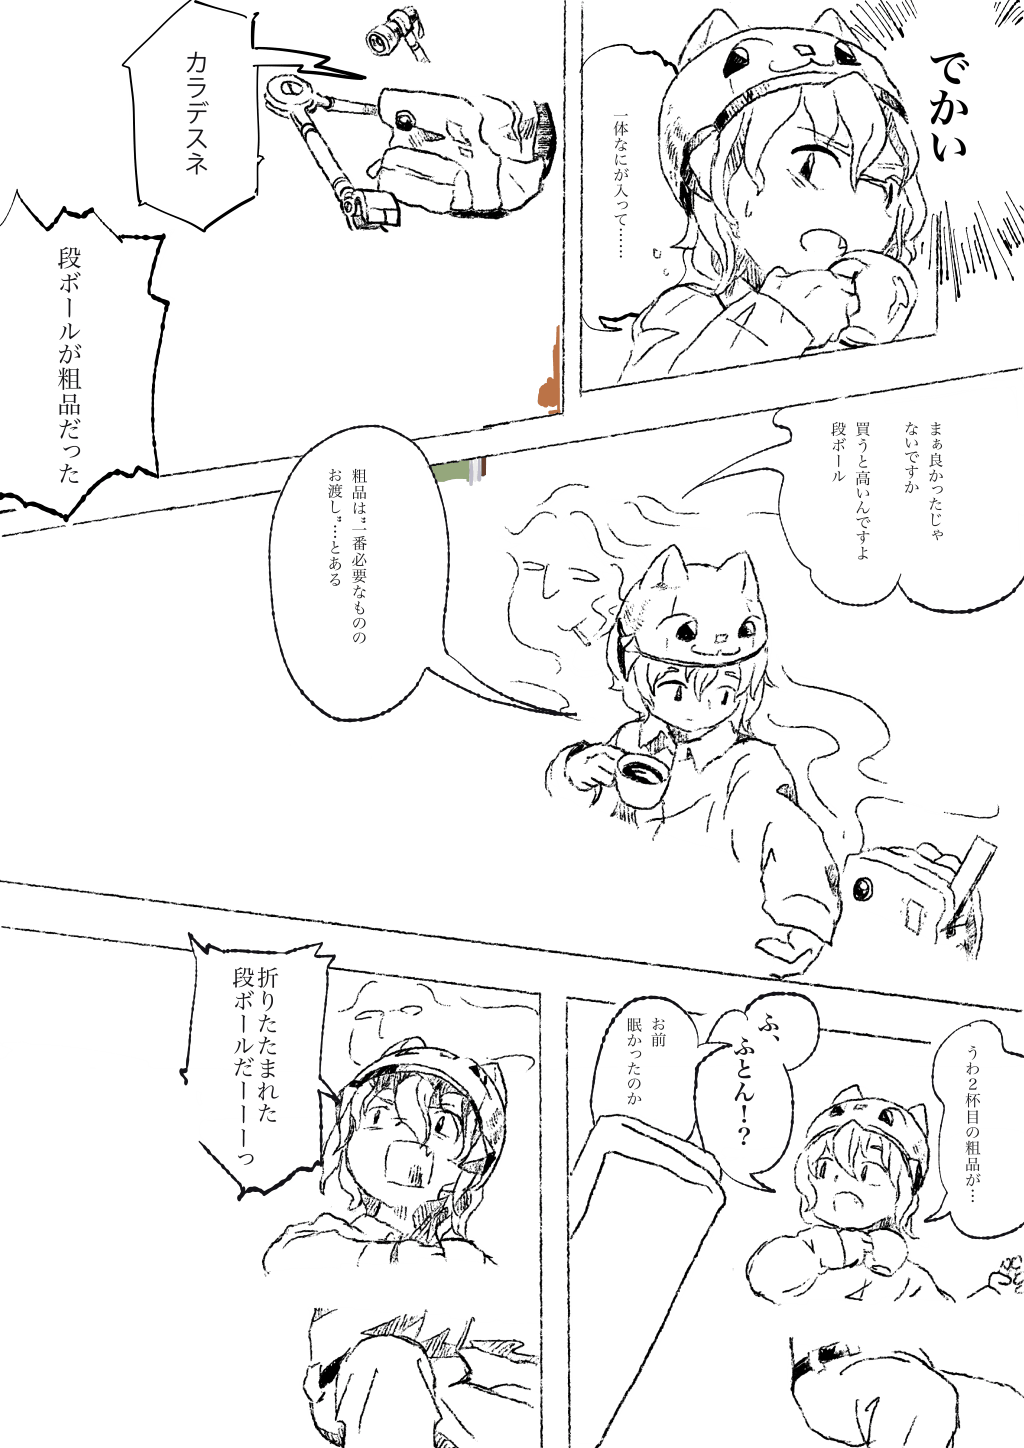 でかい
一体なにが入って……
カラデスネ
段ボールが粗品だった
まぁ良かったじゃ
ないですか
買うと高いんですよ
段ボール
粗品は〝一番必要なものの
お渡し〟…とある
うわ2杯目の粗品が…
ふ、
ふとん!?
お前
眠かったのか
折りたたまれた
段ボールだーーーっ